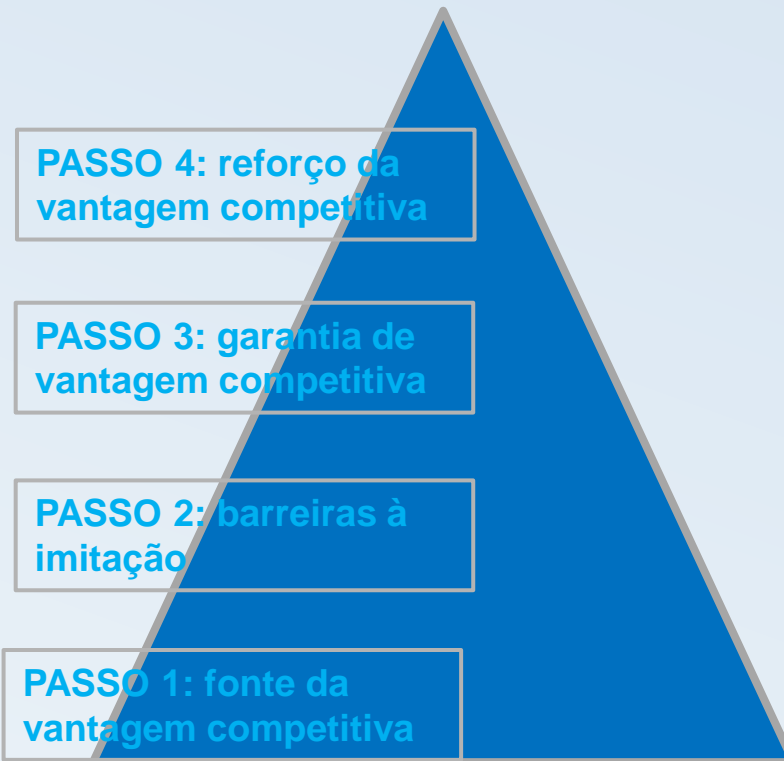 PASSO 4: reforço da
vantagem competitiva
PASSO 3: garantia de
vantagem competitiva
PASSO 2: barreiras à
imitação
PASSO 1: fonte da
vantagem competitiva